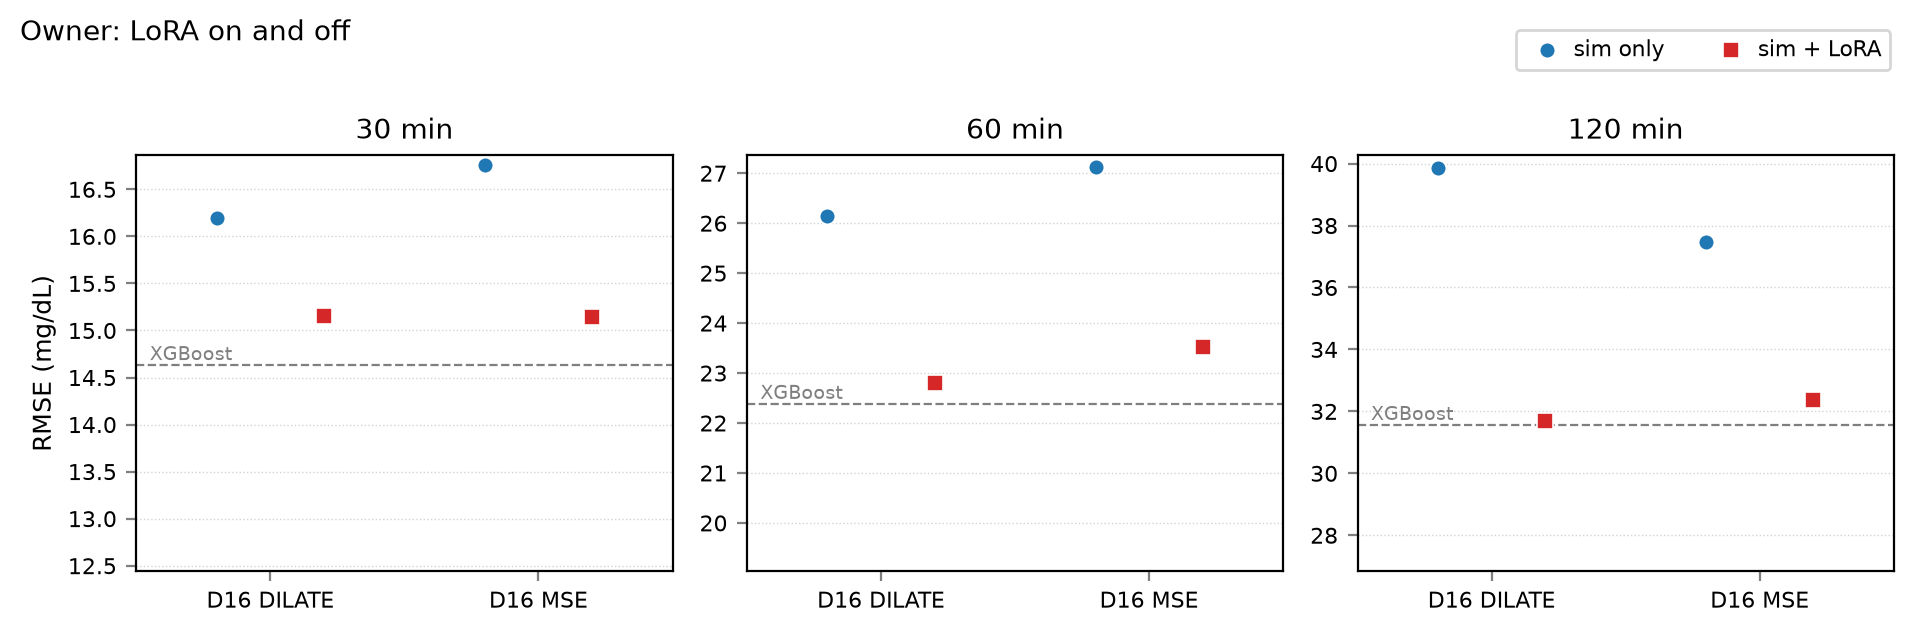 Owner: LoRA on and off
sim only
sim + LoRA
30 min
RMSE (mg/dL)
16.5
16.0
15.5
15.0
14.5
14.0
13.5
13.0
12.5
XGBoost
D16 DILATE
D16 MSE
60 min
27
26
25
24
23
22
21
20
XGBoost
D16 DILATE
D16 MSE
120 min
40
38
36
34
32
30
28
XGBoost
D16 DILATE
D16 MSE